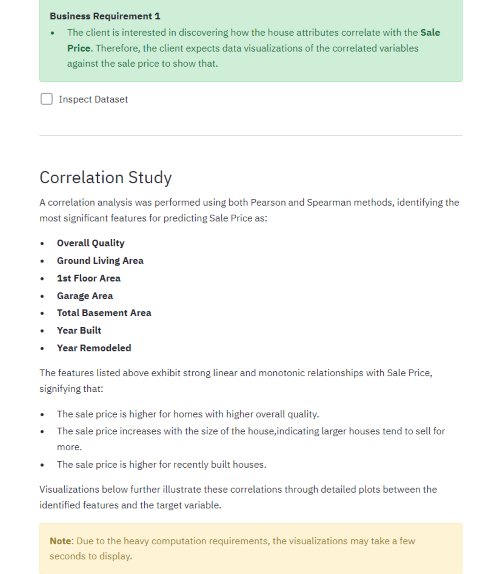 Business Requirement 1
• The client is interested in discovering how the house attributes correlate with the Sale
Price. Therefore, the client expects data visualizations of the correlated variables
against the sale price to show that.
Inspect Dataset
Correlation Study
A correlation analysis was performed using both Pearson and Spearman methods, identifying the
most significant features for predicting Sale Price as:
• Overall Quality
• Ground Living Area
• 1st Floor Area
• Garage Area
• Total Basement Area
• Year Built
• Year Remodeled
The features listed above exhibit strong linear and monotonic relationships with Sale Price,
signifying that:
• The sale price is higher for homes with higher overall quality.
• The sale price increases with the size of the house,indicating larger houses tend to sell for
more.
• The sale price is higher for recently built houses.
Visualizations below further illustrate these correlations through detailed plots between the
identified features and the target variable.
Note: Due to the heavy computation requirements, the visualizations may take a few
seconds to display.